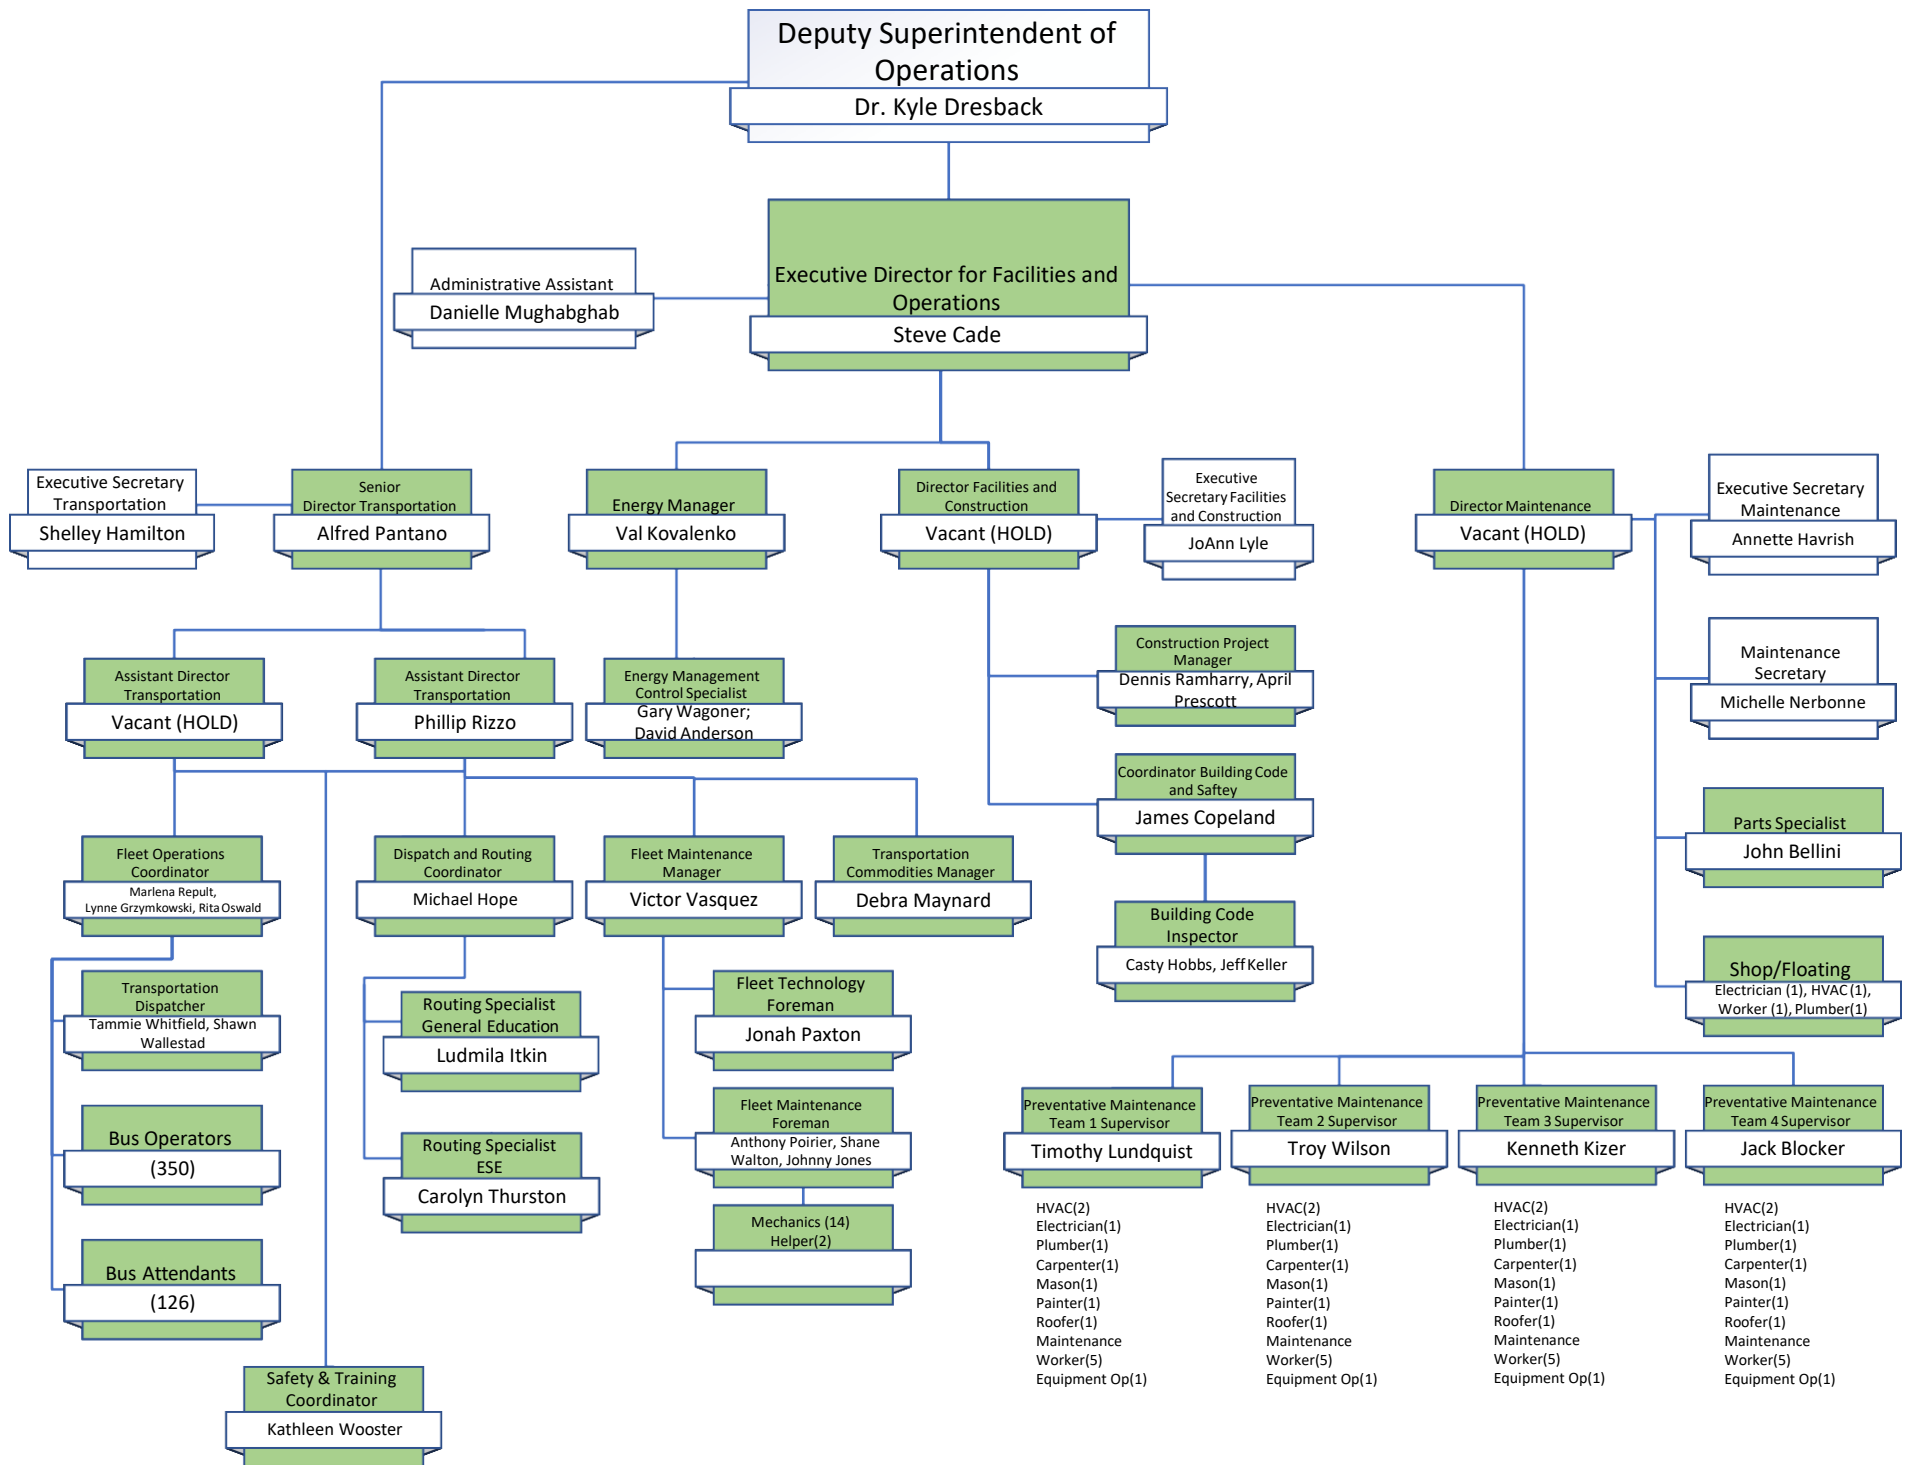 Deputy Superintendent of
Operations
Dr. Kyle Dresback
Executive Director for Facilities and
Operations
Steve Cade
Administrative Assistant
Danielle Mughabghab
Executive Secretary
Transportation
Shelley Hamilton
Senior
Director Transportation
Alfred Pantano
Energy Manager
Val Kovalenko
Director Facilities and
Construction
Vacant (HOLD)
Executive
Secretary Facilities
and Construction
JoAnn Lyle
Director Maintenance
Vacant (HOLD)
Executive Secretary
Maintenance
Annette Havrish
Assistant Director
Transportation
Vacant (HOLD)
Assistant Director
Transportation
Phillip Rizzo
Energy Management
Control Specialist
Gary Wagoner;
David Anderson
Construction Project
Manager
Dennis Ramharry, April
Prescott
Maintenance
Secretary
Michelle Nerbonne
Coordinator Building Code
and Saftey
James Copeland
Parts Specialist
John Bellini
Fleet Operations
Coordinator
Marlena Repult,
Lynne Grzymkowski, Rita Oswald
Dispatch and Routing
Coordinator
Michael Hope
Fleet Maintenance
Manager
Victor Vasquez
Transportation
Commodities Manager
Debra Maynard
Building Code
Inspector
Casty Hobbs, Jeff Keller
Shop/Floating
Electrician (1), HVAC (1),
Worker (1), Plumber(1)
Transportation
Dispatcher
Tammie Whitfield, Shawn
Wallestad
Routing Specialist
General Education
Ludmila Itkin
Fleet Technology
Foreman
Jonah Paxton
Bus Operators
(350)
Routing Specialist
ESE
Carolyn Thurston
Fleet Maintenance
Foreman
Anthony Poirier, Shane
Walton, Johnny Jones
Mechanics (14)
Helper(2)
Bus Attendants
(126)
Safety & Training
Coordinator
Kathleen Wooster
Preventative Maintenance
Team 1 Supervisor
Timothy Lundquist
HVAC(2)
Electrician(1)
Plumber(1)
Carpenter(1)
Mason(1)
Painter(1)
Roofer(1)
Maintenance
Worker(5)
Equipment Op(1)
Preventative Maintenance
Team 2 Supervisor
Troy Wilson
HVAC(2)
Electrician(1)
Plumber(1)
Carpenter(1)
Mason(1)
Painter(1)
Roofer(1)
Maintenance
Worker(5)
Equipment Op(1)
Preventative Maintenance
Team 3 Supervisor
Kenneth Kizer
HVAC(2)
Electrician(1)
Plumber(1)
Carpenter(1)
Mason(1)
Painter(1)
Roofer(1)
Maintenance
Worker(5)
Equipment Op(1)
Preventative Maintenance
Team 4 Supervisor
Jack Blocker
HVAC(2)
Electrician(1)
Plumber(1)
Carpenter(1)
Mason(1)
Painter(1)
Roofer(1)
Maintenance
Worker(5)
Equipment Op(1)